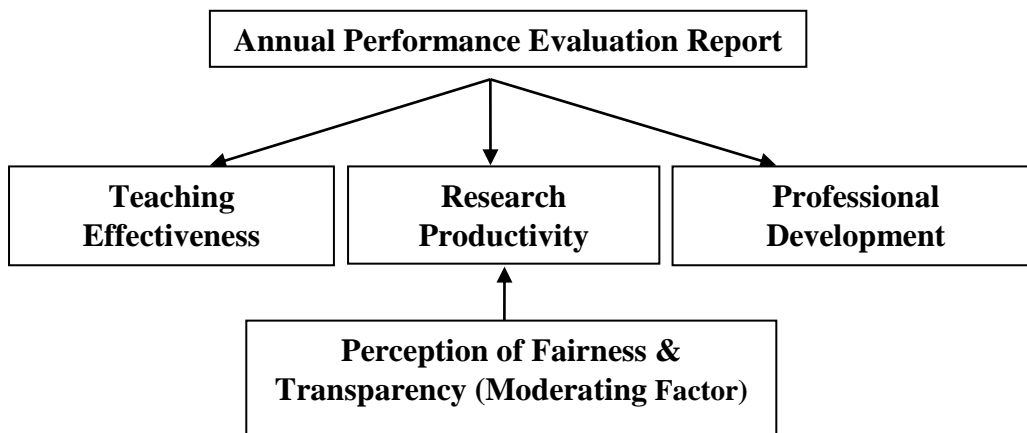 Annual Performance Evaluation Report
Teaching
Effectiveness
Research
Productivity
Professional
Development
Perception of Fairness &
Transparency (Moderating Factor)